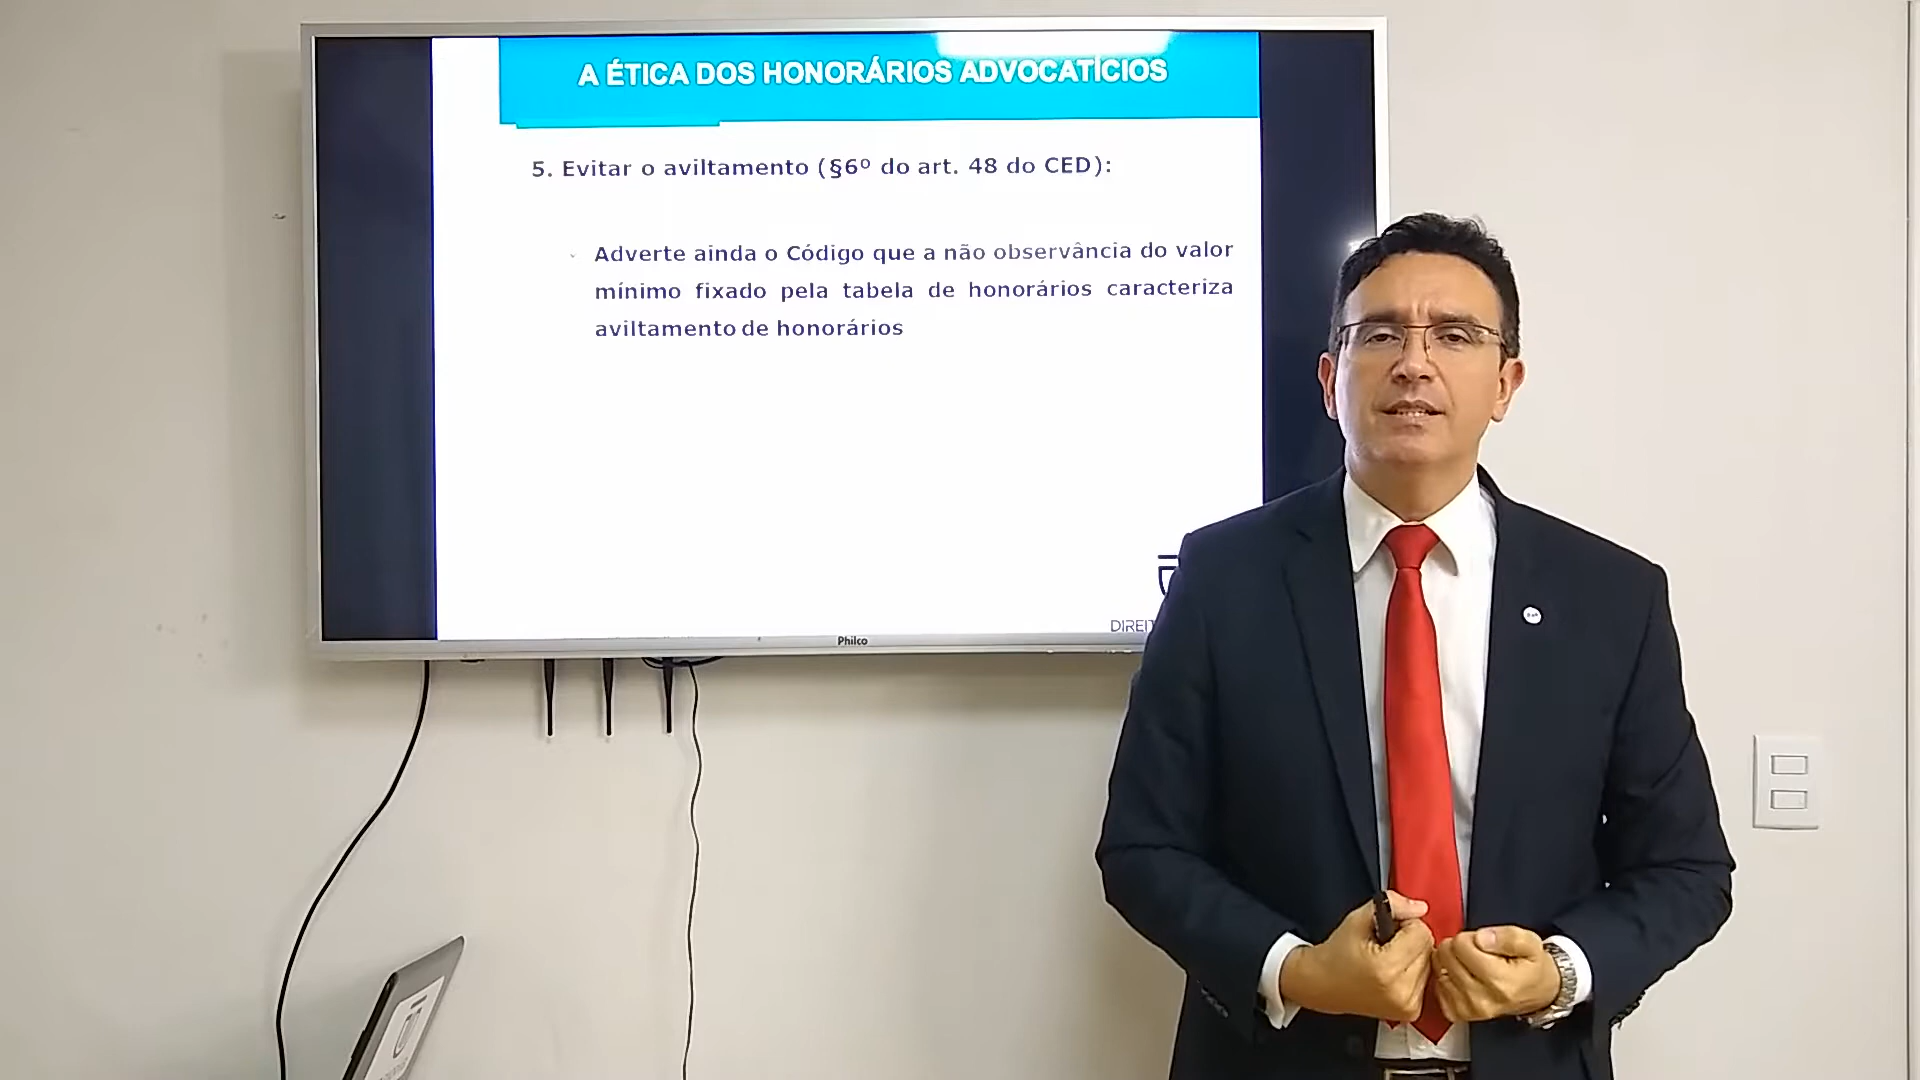 A ÉTICA DOS HONORÁRIOS ADVOCATÍCIOS
5. Evitar o aviltamento (§6º do art. 48 do CED):
Adverte ainda o Código que a não observância do valor
mínimo fixado pela tabela de honorários caracteriza
aviltamento de honorários
DIREIT
Philco